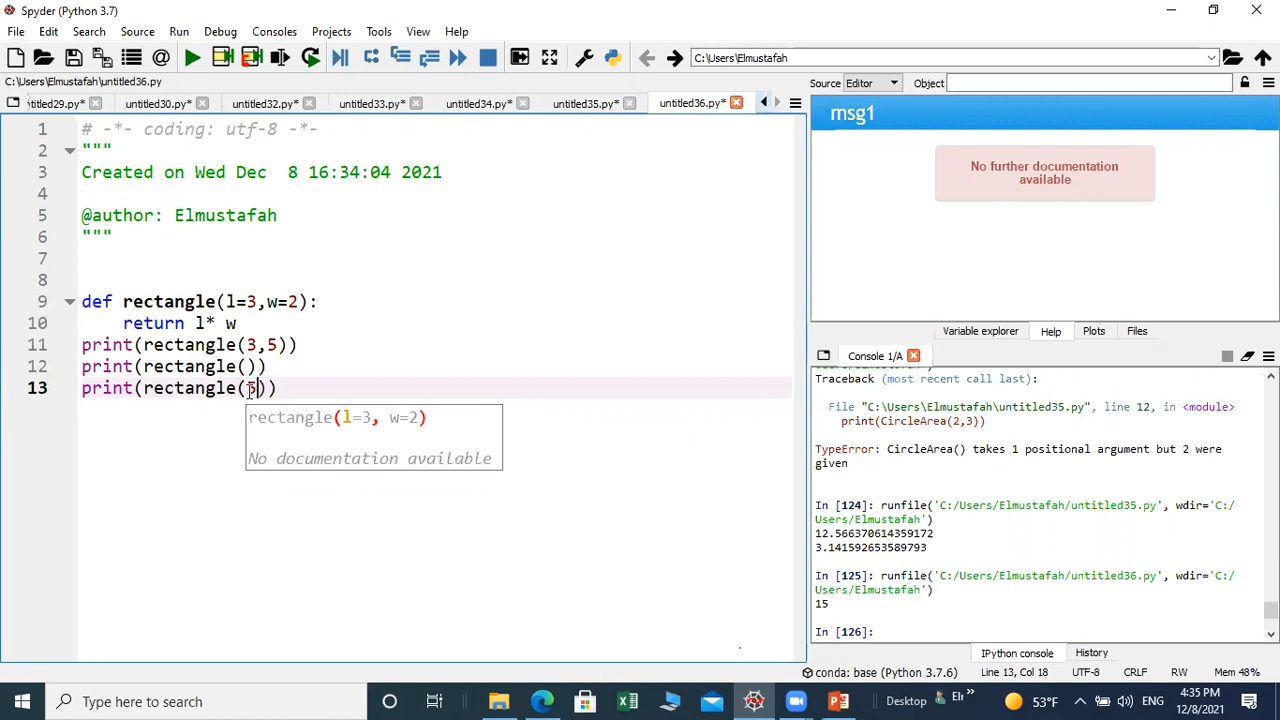 Spyder (Python 3.7)
File Edit Search Source Run Debug Consoles Projects Tools View Help
C:\Users\Elmustafah
C:\Users\Elmustafah\untitled36.py
Source Editor Object
titled29.py* untitled30.py* untitled32.py* untitled33.py* untitled34.py* untitled35.py* untitled36.py*
1 # -*- coding: utf-8 -*-
2 """
3 Created on Wed Dec  8 16:34:04 2021
4
5 @author: Elmustafah
6 """
7
8
9 def rectangle(l=3,w=2):
10     return l* w
11 print(rectangle(3,5))
12 print(rectangle())
13 print(rectangle(5))
rectangle(l=3, w=2)
No documentation available
msg1
No further documentation
available
Variable explorer Help Plots Files
Console 1/A
Traceback (most recent call last):
File "C:\Users\Elmustafah\untitled35.py", line 12, in <module>
print(CircleArea(2,3))
TypeError: CircleArea() takes 1 positional argument but 2 were
given
In [124]: runfile('C:/Users/Elmustafah/untitled35.py', wdir='C:/
Users/Elmustafah')
12.566370614359172
3.141592653589793
In [125]: runfile('C:/Users/Elmustafah/untitled36.py', wdir='C:/
Users/Elmustafah')
15
In [126]:
IPython console History
conda: base (Python 3.7.6) Line 13, Col 18 UTF-8 CRLF RW Mem 48%
Type here to search
Desktop
53°F
ENG
4:35 PM
12/8/2021